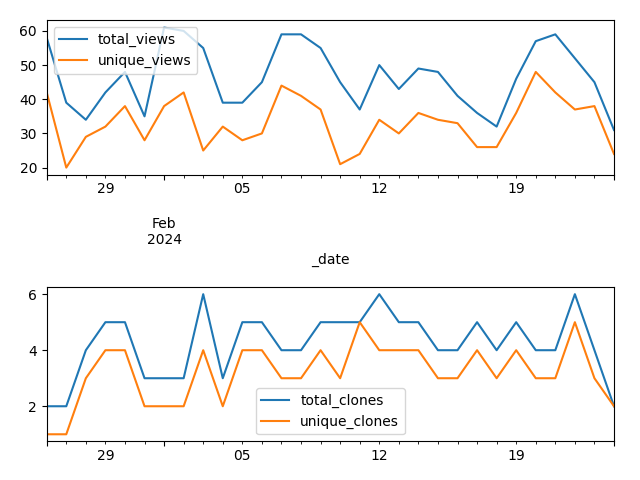 60
50
40
30
20
total_views
unique_views
29
05
12
19
Feb
2024
_date
6
4
2
total_clones
unique_clones
29
05
12
19